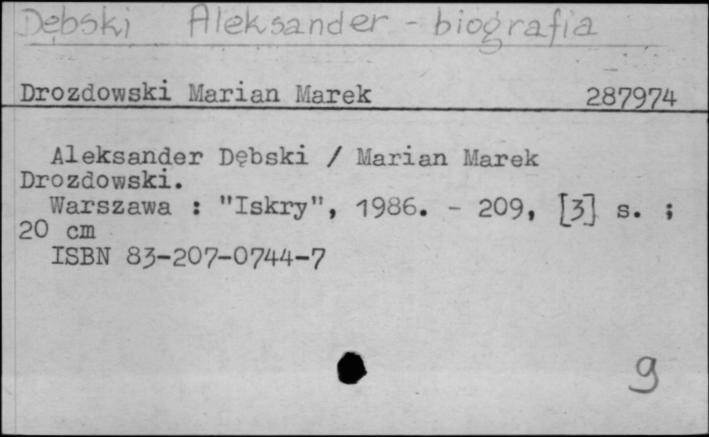 Dębski Aleksander - biografia
Drozdowski Marian Marek 287974
Aleksander Dębski / Marian Marek
Drozdowski.
Warszawa : "Iskry", 1986. - 209, [3] s. ;
20 cm
ISBN 83-207-0744-7
g